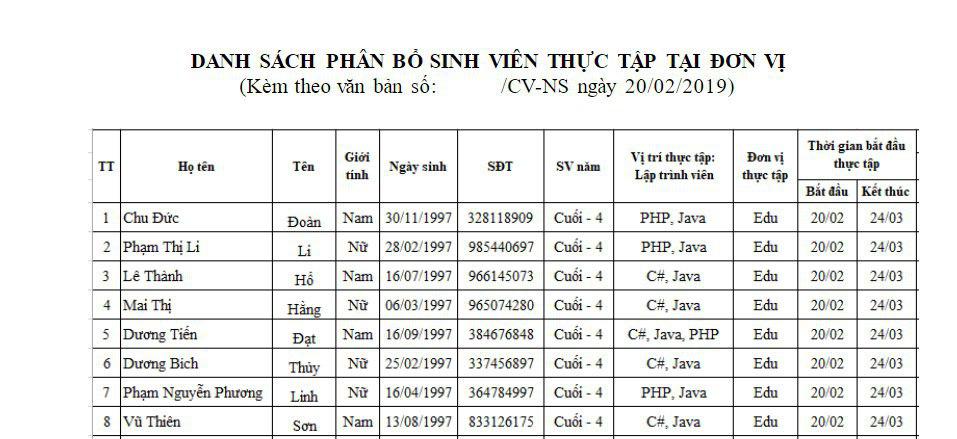 DANH SÁCH PHÂN BỔ SINH VIÊN THỰC TẬP TẠI ĐƠN VỊ
(Kèm theo văn bản số: /CV-NS ngày 20/02/2019)
TT Họ tên Tên Giới tính Ngày sinh SĐT SV năm Vị trí thực tập: Lập trình viên Đơn vị thực tập Thời gian bắt đầu thực tập
Bắt đầu Kết thúc
1 Chu Đức Đoàn Nam 30/11/1997 328118909 Cuối - 4 PHP, Java Edu 20/02 24/03
2 Phạm Thị Li Li Nữ 28/02/1997 985440697 Cuối - 4 PHP, Java Edu 20/02 24/03
3 Lê Thành Hổ Nam 16/07/1997 966145073 Cuối - 4 C#, Java Edu 20/02 24/03
4 Mai Thị Hằng Nữ 06/03/1997 965074280 Cuối - 4 C#, Java Edu 20/02 24/03
5 Dương Tiến Đạt Nam 16/09/1997 384676848 Cuối - 4 C#, Java, PHP Edu 20/02 24/03
6 Dương Bích Thủy Nữ 25/02/1997 337456897 Cuối - 4 C#, Java Edu 20/02 24/03
7 Phạm Nguyễn Phương Linh Nữ 16/04/1997 364784997 Cuối - 4 PHP, Java Edu 20/02 24/03
8 Vũ Thiên Sơn Nam 13/08/1997 833126175 Cuối - 4 C#, Java Edu 20/02 24/03